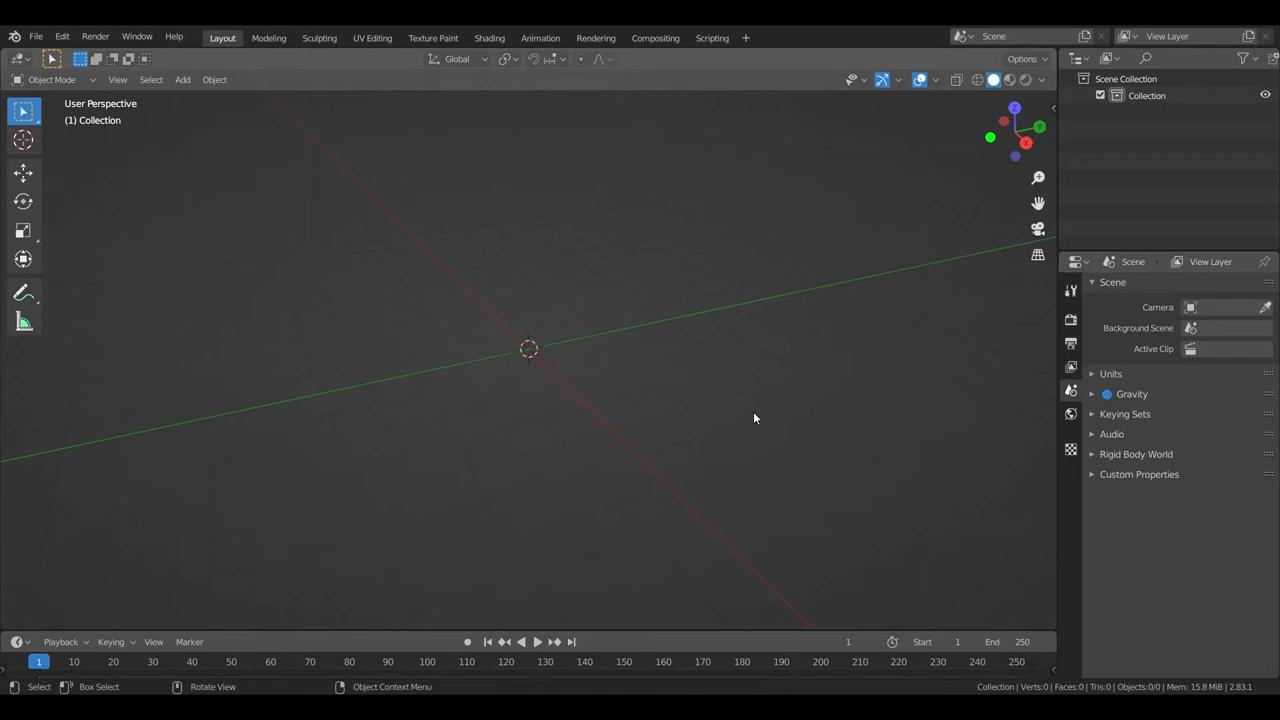 File Edit Render Window Help Layout Modeling Sculpting UV Editing Texture Paint Shading Animation Rendering Compositing Scripting + Scene View Layer
Global Options
Object Mode View Select Add Object
Scene Collection
Collection
User Perspective
(1) Collection
Z
Y
X
Scene View Layer
Scene
Camera
Background Scene
Active Clip
Units
Gravity
Keying Sets
Audio
Rigid Body World
Custom Properties
Playback Keying View Marker 1 Start 1 End 250
1 10 20 30 40 50 60 70 80 90 100 110 120 130 140 150 160 170 180 190 200 210 220 230 240 250
Select Box Select Rotate View Object Context Menu Collection | Verts:0 | Faces:0 | Tris:0 | Objects:0/0 | Mem: 15.8 MiB | 2.83.1